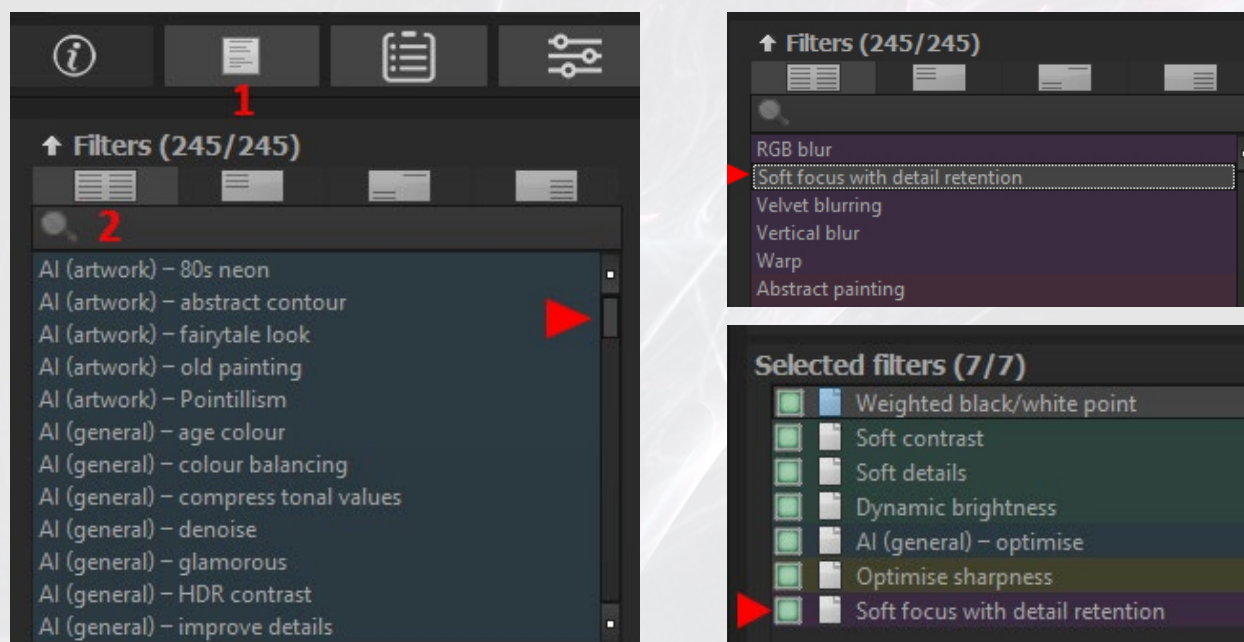 1
Filters (245/245)
2
AI (artwork) – 80s neon
AI (artwork) – abstract contour
AI (artwork) – fairytale look
AI (artwork) – old painting
AI (artwork) – Pointillism
AI (general) – age colour
AI (general) – colour balancing
AI (general) – compress tonal values
AI (general) – denoise
AI (general) – glamorous
AI (general) – HDR contrast
AI (general) – improve details
Filters (245/245)
RGB blur
Soft focus with detail retention
Velvet blurring
Vertical blur
Warp
Abstract painting
Selected filters (7/7)
Weighted black/white point
Soft contrast
Soft details
Dynamic brightness
AI (general) – optimise
Optimise sharpness
Soft focus with detail retention